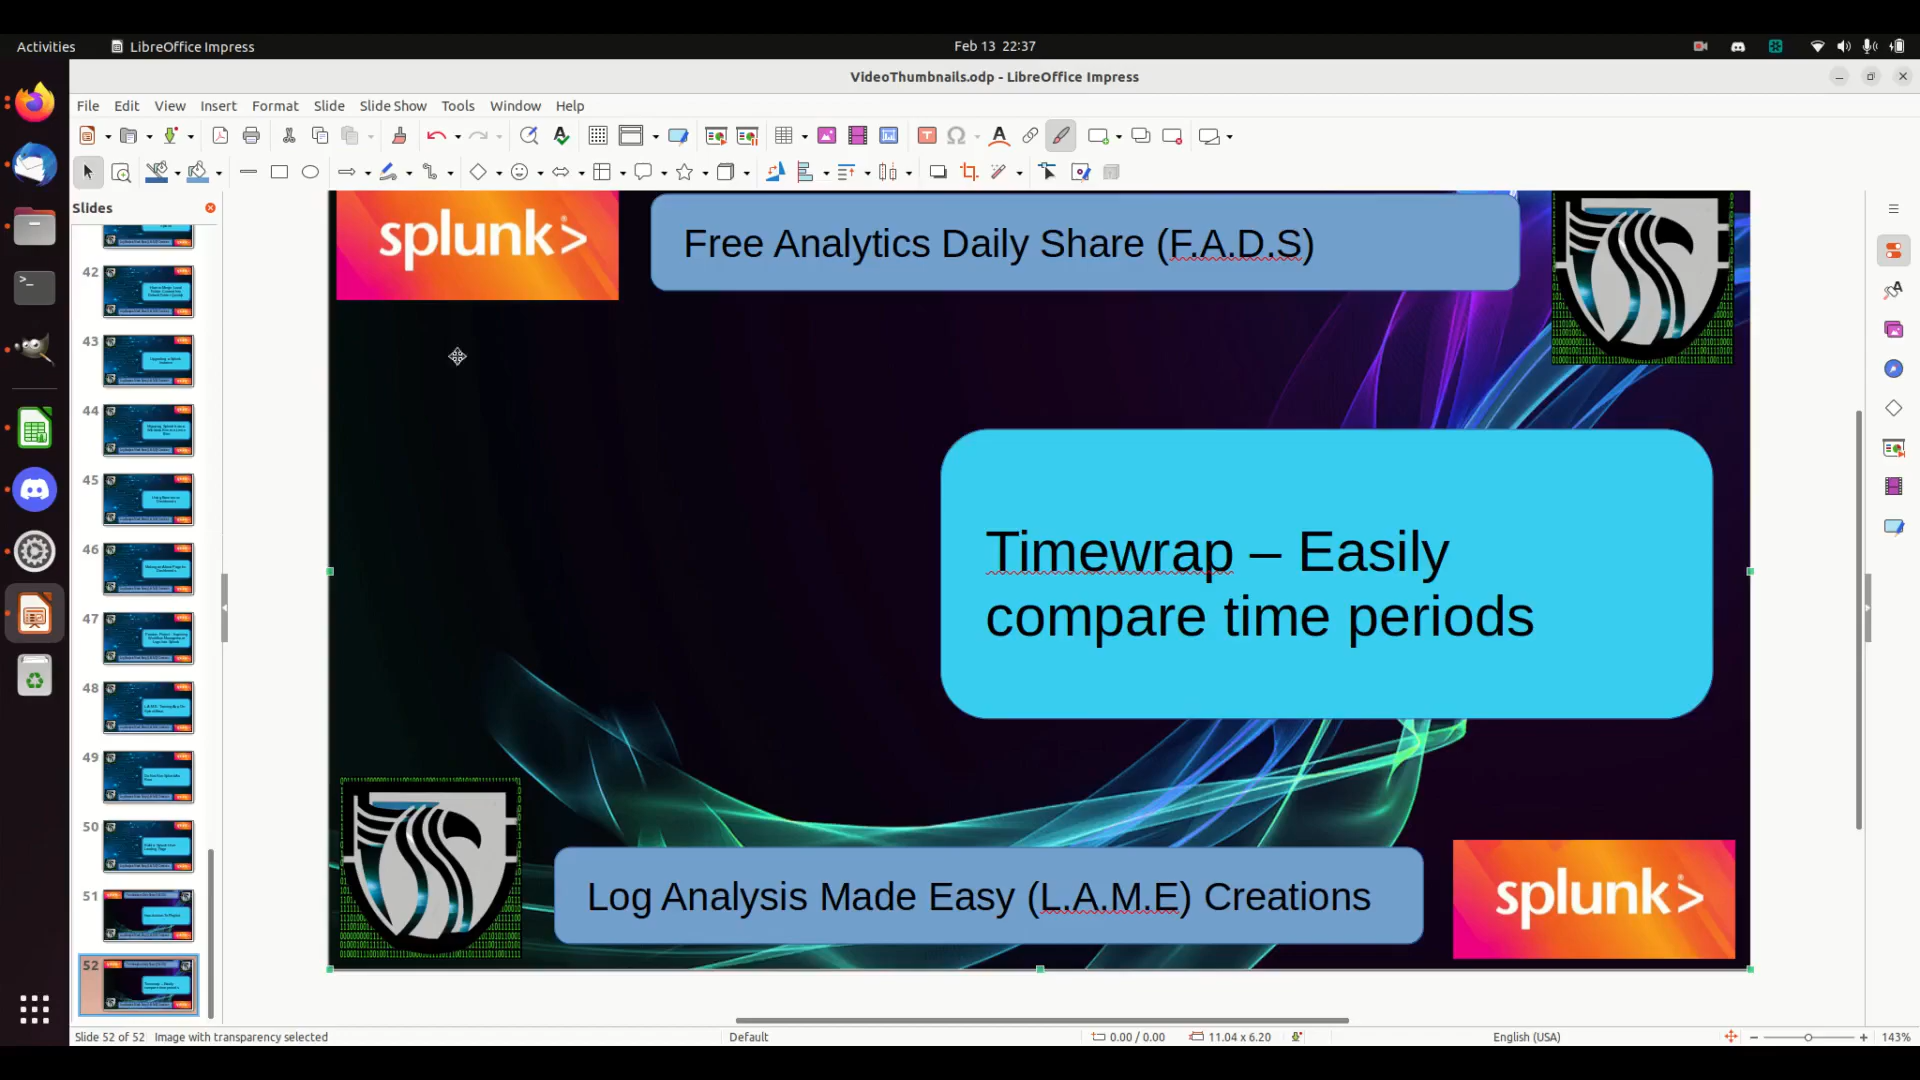 Activities
LibreOffice Impress
Feb 13 22:37
VideoThumbnails.odp - LibreOffice Impress
File Edit View Insert Format Slide Slide Show Tools Window Help
Slides
42
43
44
45
46
47
48
49
50
51
52
splunk>
Free Analytics Daily Share (F.A.D.S)
Timewrap – Easily
compare time periods
Log Analysis Made Easy (L.A.M.E) Creations
splunk>
Slide 52 of 52
Image with transparency selected
Default
0.00 / 0.00
11.04 x 6.20
English (USA)
143%